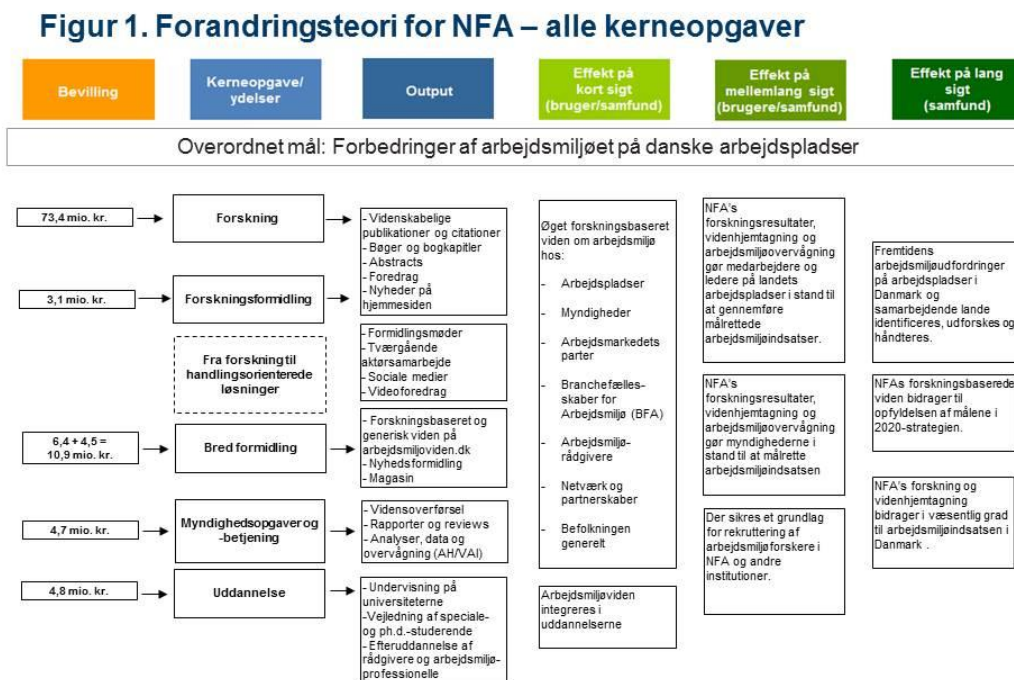 Figur 1. Forandringsteori for NFA – alle kerneopgaver
Bevilling
Kerneopgave/
ydelser
Output
Effekt på
kort sigt
(bruger/samfund)
Effekt på
mellemlang sigt
(brugere/samfund)
Effekt på lang
sigt
(samfund)
Overordnet mål: Forbedringer af arbejdsmiljøet på danske arbejdspladser
73,4 mio. kr.
Forskning
- Videnskabelige
publikationer og citationer
- Bøger og bogkapitler
- Abstracts
- Foredrag
- Nyheder på
hjemmesiden
3,1 mio. kr.
Forskningsformidling
Fra forskning til
handlingsorienterede
løsninger
- Formidlingsmøder
- Tværgående
aktørsamarbejde
- Sociale medier
- Videoforedrag
6,4 + 4,5 =
10,9 mio. kr.
Bred formidling
- Forskningsbaseret og
generisk viden på
arbejdsmiljoviden.dk
- Nyhedsformidling
- Magasin
4,7 mio. kr.
Myndighedsopgaver og
-betjening
- Vidensoverførsel
- Rapporter og reviews
- Analyser, data og
overvågning (AH/VAI)
4,8 mio. kr.
Uddannelse
- Undervisning på
universiteterne
- Vejledning af speciale-
og ph.d.-studerende
- Efteruddannelse af
rådgivere og arbejdsmiljø-
professionelle
Øget forskningsbaseret
viden om arbejdsmiljø
hos:
- Arbejdspladser
- Myndigheder
- Arbejdsmarkedets
parter
- Branchefælles-
skaber for
Arbejdsmiljø (BFA)
- Arbejdsmiljø-
rådgivere
- Netværk og
partnerskaber
- Befolkningen
generelt
Arbejdsmiljøviden
integreres i
uddannelserne
NFA's
forskningsresultater,
videnhjemtagning og
arbejdsmiljøovervågning
gør medarbejdere og
ledere på landets
arbejdspladser i stand til
at gennemføre
målrettede
arbejdsmiljøindsatser.
NFA's
forskningsresultater,
videnhjemtagning og
arbejdsmiljøovervågning
gør myndighederne i
stand til at målrette
arbejdsmiljøindsatsen
Der sikres et grundlag
for rekruttering af
arbejdsmiljøforskere i
NFA og andre
institutioner.
Fremtidens
arbejdsmiljøudfordringer
på arbejdspladser i
Danmark og
samarbejdende lande
identificeres, udforskes og
håndteres.
NFAs forskningsbaserede
viden bidrager til
opfyldelsen af målene i
2020-strategien.
NFA's forskning og
videnhjemtagning
bidrager i væsentlig grad
til arbejdsmiljøindsatsen i
Danmark .